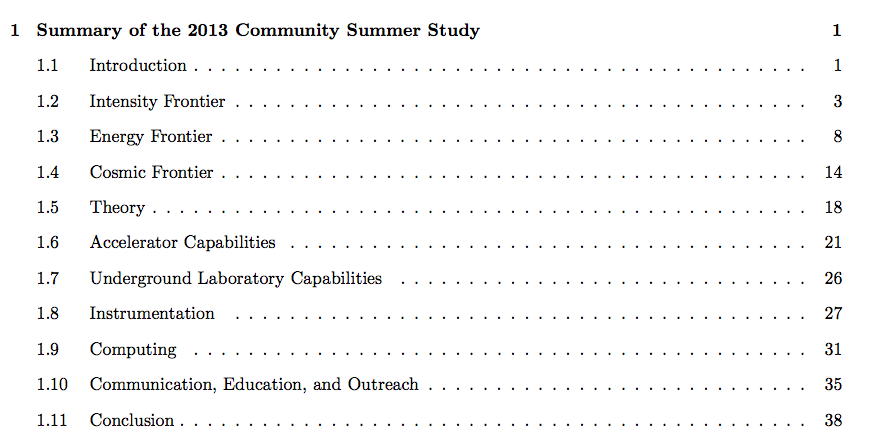 1 Summary of the 2013 Community Summer Study 1
1.1 Introduction . . . . . . . . . . . . . . . . . . . . . . . . . . . . . . . . . . . . . . . . . . . . . 1
1.2 Intensity Frontier . . . . . . . . . . . . . . . . . . . . . . . . . . . . . . . . . . . . . . . . . . 3
1.3 Energy Frontier . . . . . . . . . . . . . . . . . . . . . . . . . . . . . . . . . . . . . . . . . . . 8
1.4 Cosmic Frontier . . . . . . . . . . . . . . . . . . . . . . . . . . . . . . . . . . . . . . . . . . . 14
1.5 Theory . . . . . . . . . . . . . . . . . . . . . . . . . . . . . . . . . . . . . . . . . . . . . . . . 18
1.6 Accelerator Capabilities . . . . . . . . . . . . . . . . . . . . . . . . . . . . . . . . . . . . . . 21
1.7 Underground Laboratory Capabilities . . . . . . . . . . . . . . . . . . . . . . . . . . . . . . 26
1.8 Instrumentation . . . . . . . . . . . . . . . . . . . . . . . . . . . . . . . . . . . . . . . . . . 27
1.9 Computing . . . . . . . . . . . . . . . . . . . . . . . . . . . . . . . . . . . . . . . . . . . . . 31
1.10 Communication, Education, and Outreach . . . . . . . . . . . . . . . . . . . . . . . . . . . . 35
1.11 Conclusion . . . . . . . . . . . . . . . . . . . . . . . . . . . . . . . . . . . . . . . . . . . . . . 38